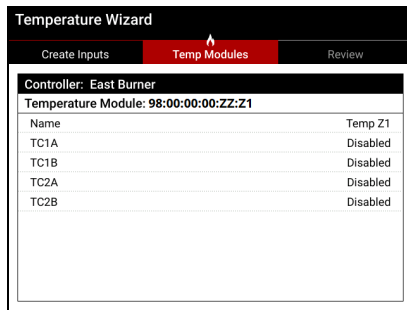 Temperature Wizard
Create Inputs Temp Modules Review
Controller: East Burner
Temperature Module: 98:00:00:00:ZZ:Z1
Name Temp Z1
TC1A Disabled
TC1B Disabled
TC2A Disabled
TC2B Disabled